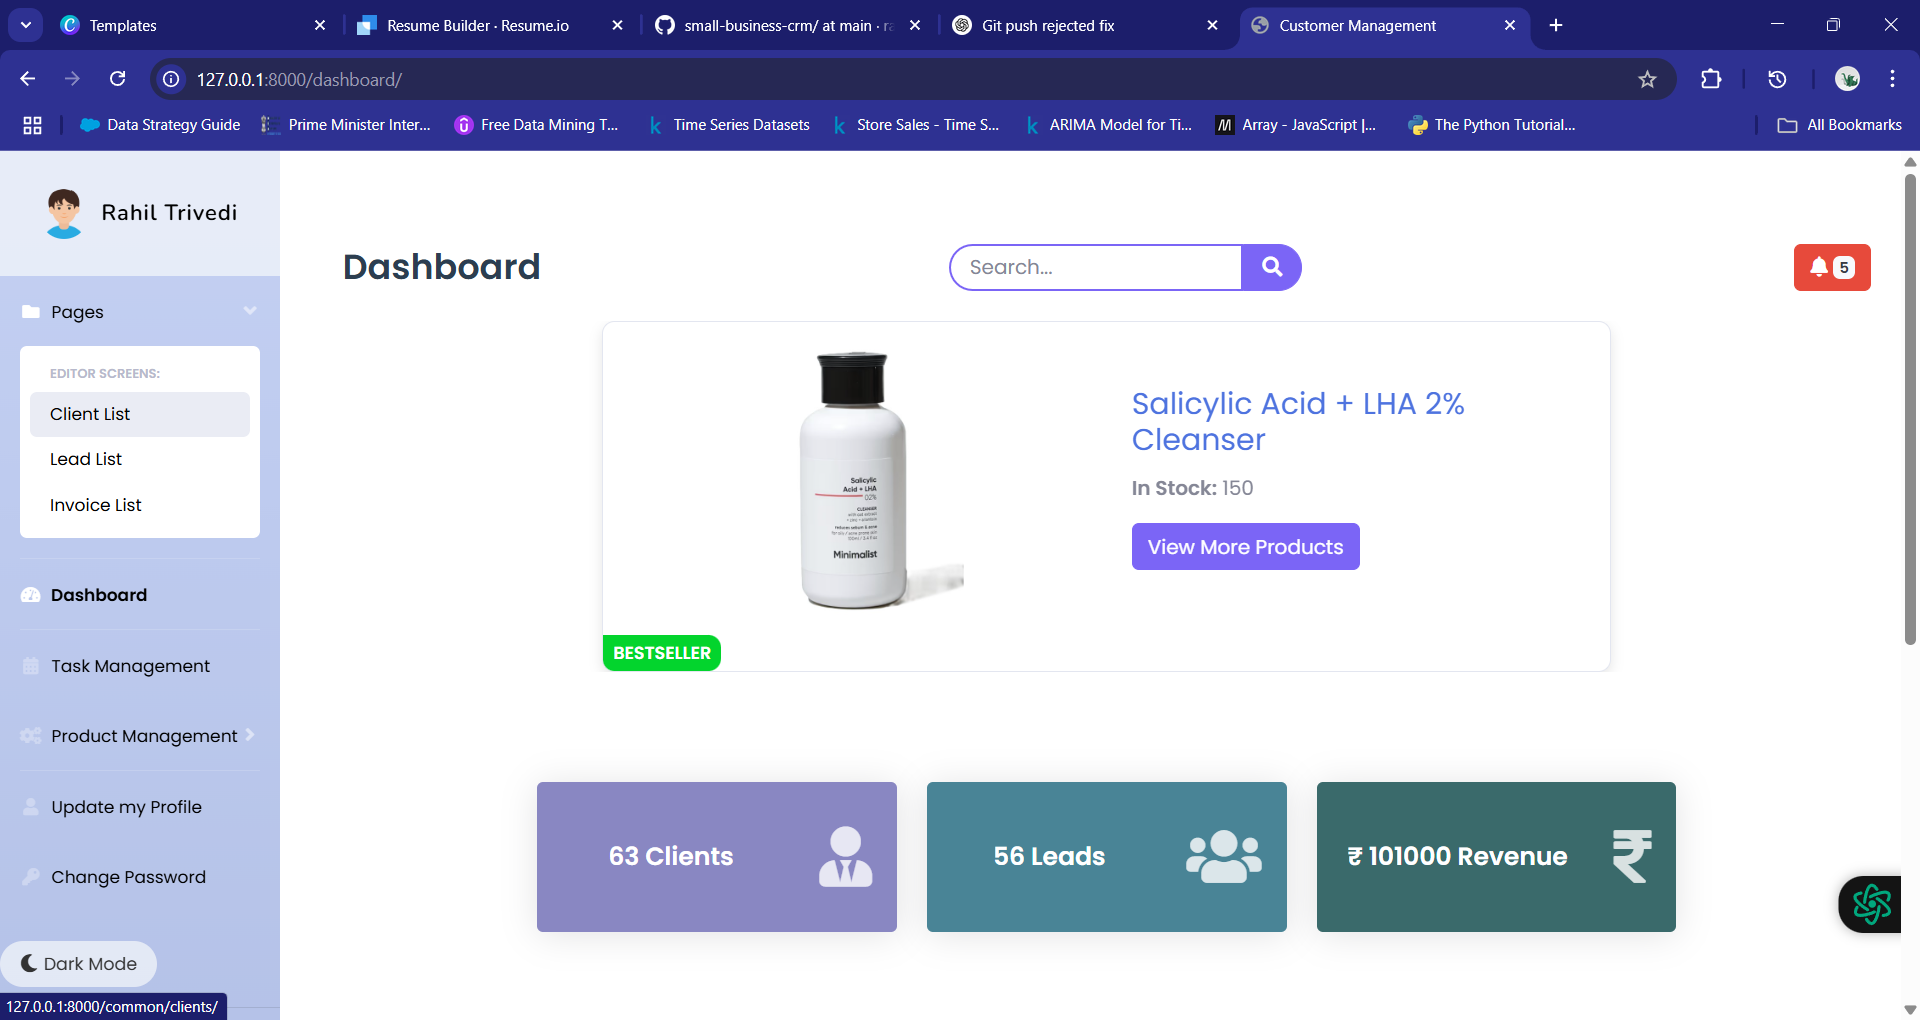 Templates
Resume Builder · Resume.io
small-business-crm/ at main · ra
Git push rejected fix
Customer Management
127.0.0.1:8000/dashboard/
Data Strategy Guide
Prime Minister Inter...
Free Data Mining T...
Time Series Datasets
Store Sales - Time S...
ARIMA Model for Ti...
Array - JavaScript |...
The Python Tutorial...
All Bookmarks
Rahil Trivedi
Pages
EDITOR SCREENS:
Client List
Lead List
Invoice List
Dashboard
Task Management
Product Management
Update my Profile
Change Password
Dark Mode
127.0.0.1:8000/common/clients/
Dashboard
Search...
5
Salicylic
Acid + LHA
02%
CLEANSER
Minimalist
Salicylic Acid + LHA 2%
Cleanser
In Stock: 150
View More Products
BESTSELLER
63 Clients
56 Leads
₹ 101000 Revenue